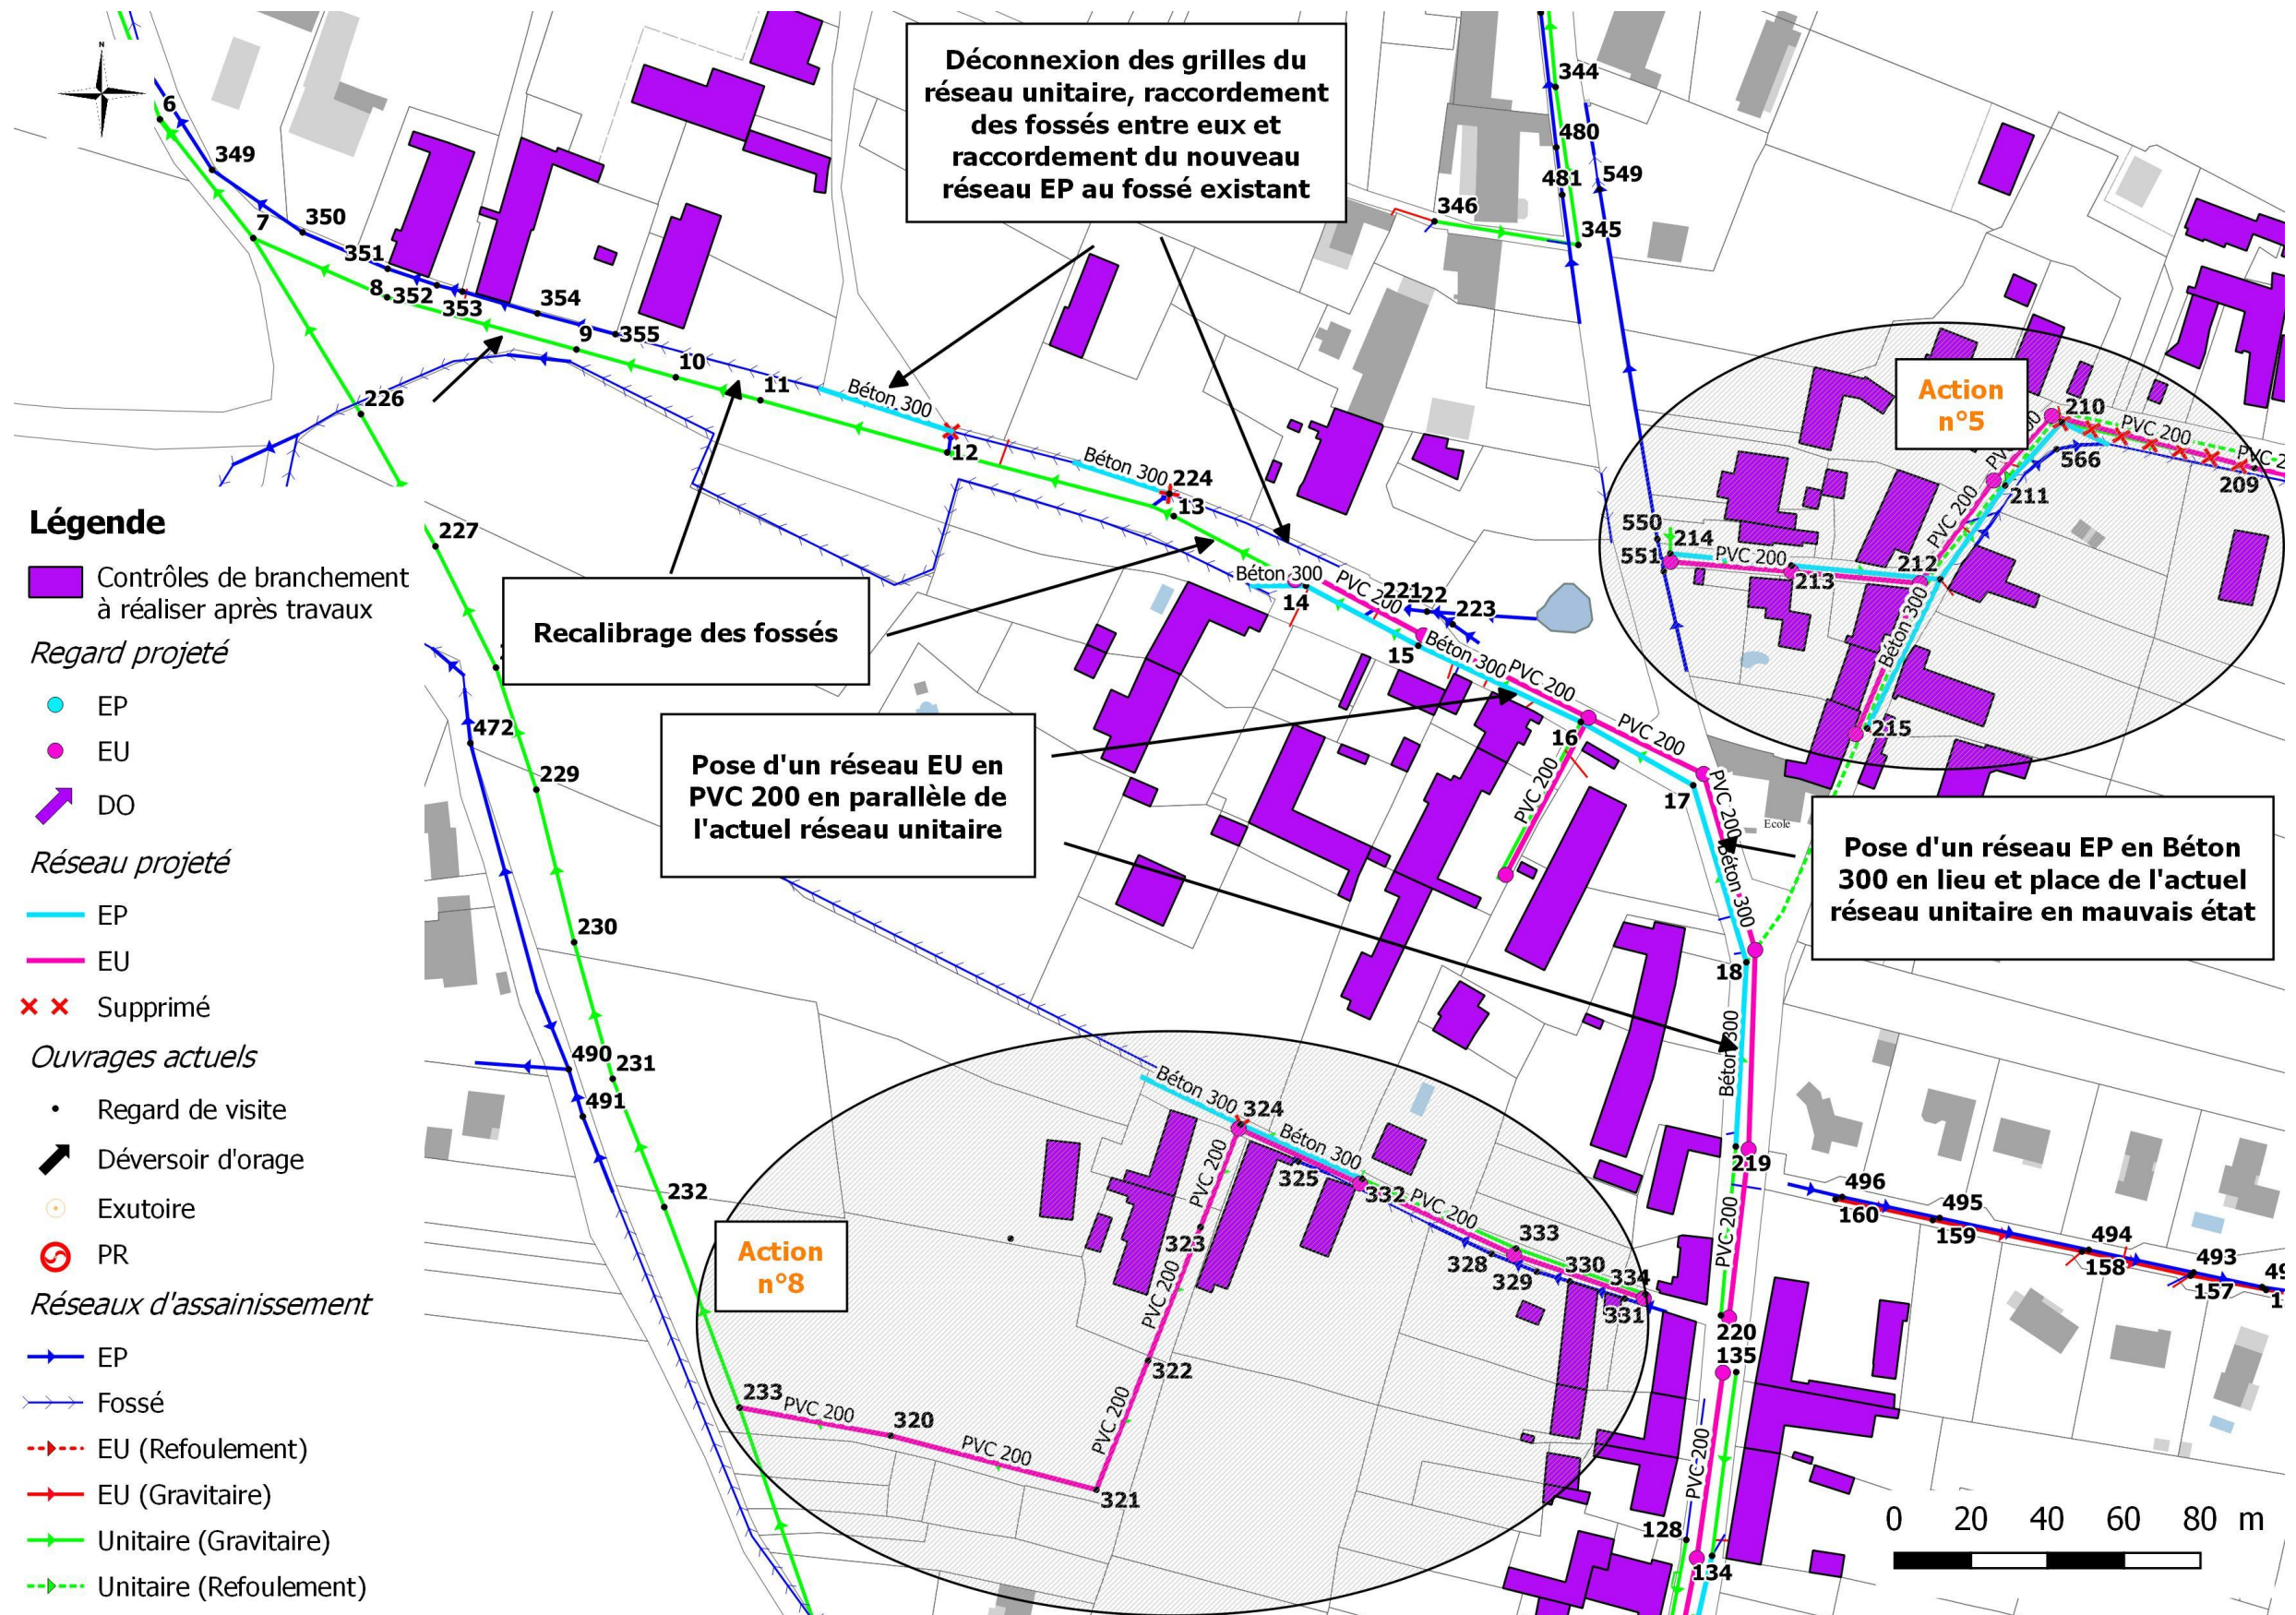 N
6
349
7
350
351
8
352
353
354
9
355
10
11
Béton 300
12
Béton 300
224
13
226
Déconnexion des grilles du
réseau unitaire, raccordement
des fossés entre eux et
raccordement du nouveau
réseau EP au fossé existant
344
480
481
549
346
345
Action
n°5
210
PVC 200
566
209
211
PVC 200
550
214
551
PVC 200
213
212
Béton 300
215
Recalibrage des fossés
Béton 300
14
PVC 200
221
223
15
Béton 300
PVC 200
16
PVC 200
PVC 200
17
PVC 200
Béton 300
Ecole
18
Béton 300
Pose d'un réseau EU en
PVC 200 en parallèle de
l'actuel réseau unitaire
Pose d'un réseau EP en Béton
300 en lieu et place de l'actuel
réseau unitaire en mauvais état
227
472
229
230
490
231
491
232
Légende
Contrôles de branchement
à réaliser après travaux
Regard projeté
EP
EU
DO
Réseau projeté
EP
EU
Supprimé
Ouvrages actuels
Regard de visite
Déversoir d'orage
Exutoire
PR
Réseaux d'assainissement
EP
Fossé
EU (Refoulement)
EU (Gravitaire)
Unitaire (Gravitaire)
Unitaire (Refoulement)
Action
n°8
Béton 300
324
Béton 300
325
332
PVC 200
333
328
329
330
334
331
PVC 200
323
PVC 200
322
PVC 200
233
PVC 200
320
PVC 200
321
219
PVC 200
220
135
PVC 200
128
134
496
160
495
159
494
158
493
157
0 20 40 60 80 m